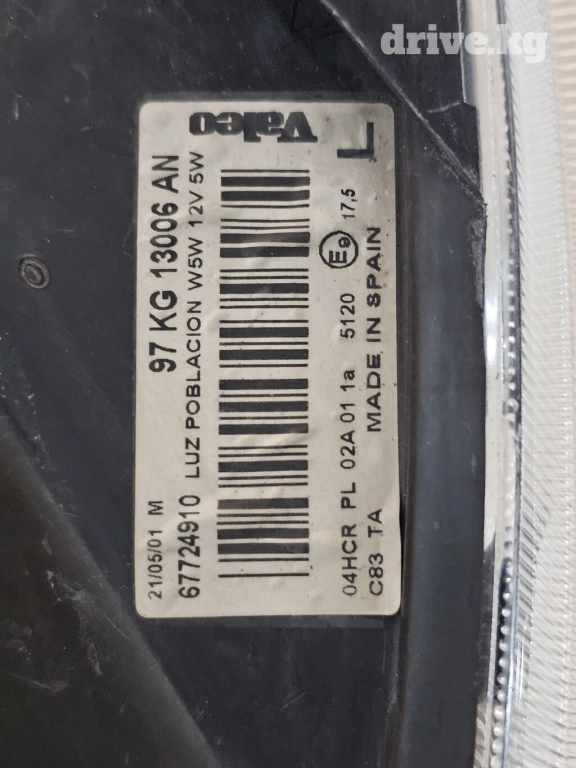 drive.kg
Valeo
L
97 KG 13006 AN
21/05/01 M
67724910 LUZ POBLACION W5W 12V 5W
04HCR PL 02A 01 1a 5120 E9 17,5
C83 TA MADE IN SPAIN